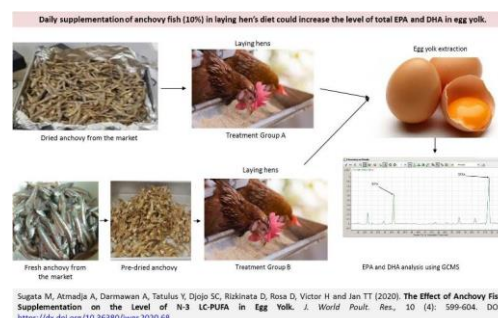 Daily supplementation of anchovy fish (10%) in laying hen's diet could increase the level of total EPA and DHA in egg yolk.
Laying hens
Egg yolk extraction
Dried anchovy from the market
Treatment Group A
Laying hens
Fresh anchovy from
the market
Pre-dried anchovy
Treatment Group B
EPA and DHA analysis using GCMS
Sugata M, Atmadja A, Darmawan A, Tatulus Y, Djojo SC, Rizkinata D, Rosa D, Victor H and Jan TT (2020). The Effect of Anchovy Fis
Supplementation on the Level of N-3 LC-PUFA in Egg Yolk. J. World Poult. Res., 10 (4): 599-604. DO